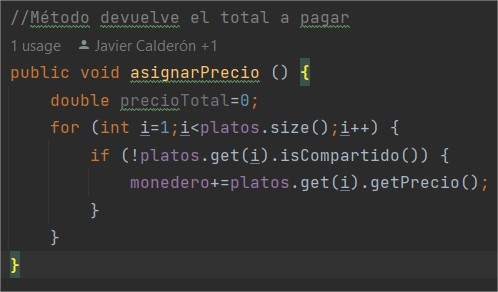 //Método devuelve el total a pagar
1 usage Javier Calderón +1
public void asignarPrecio () {
    double precioTotal=0;
    for (int i=1;i<platos.size();i++) {
        if (!platos.get(i).isCompartido()) {
            monedero+=platos.get(i).getPrecio();
        }
    }
}